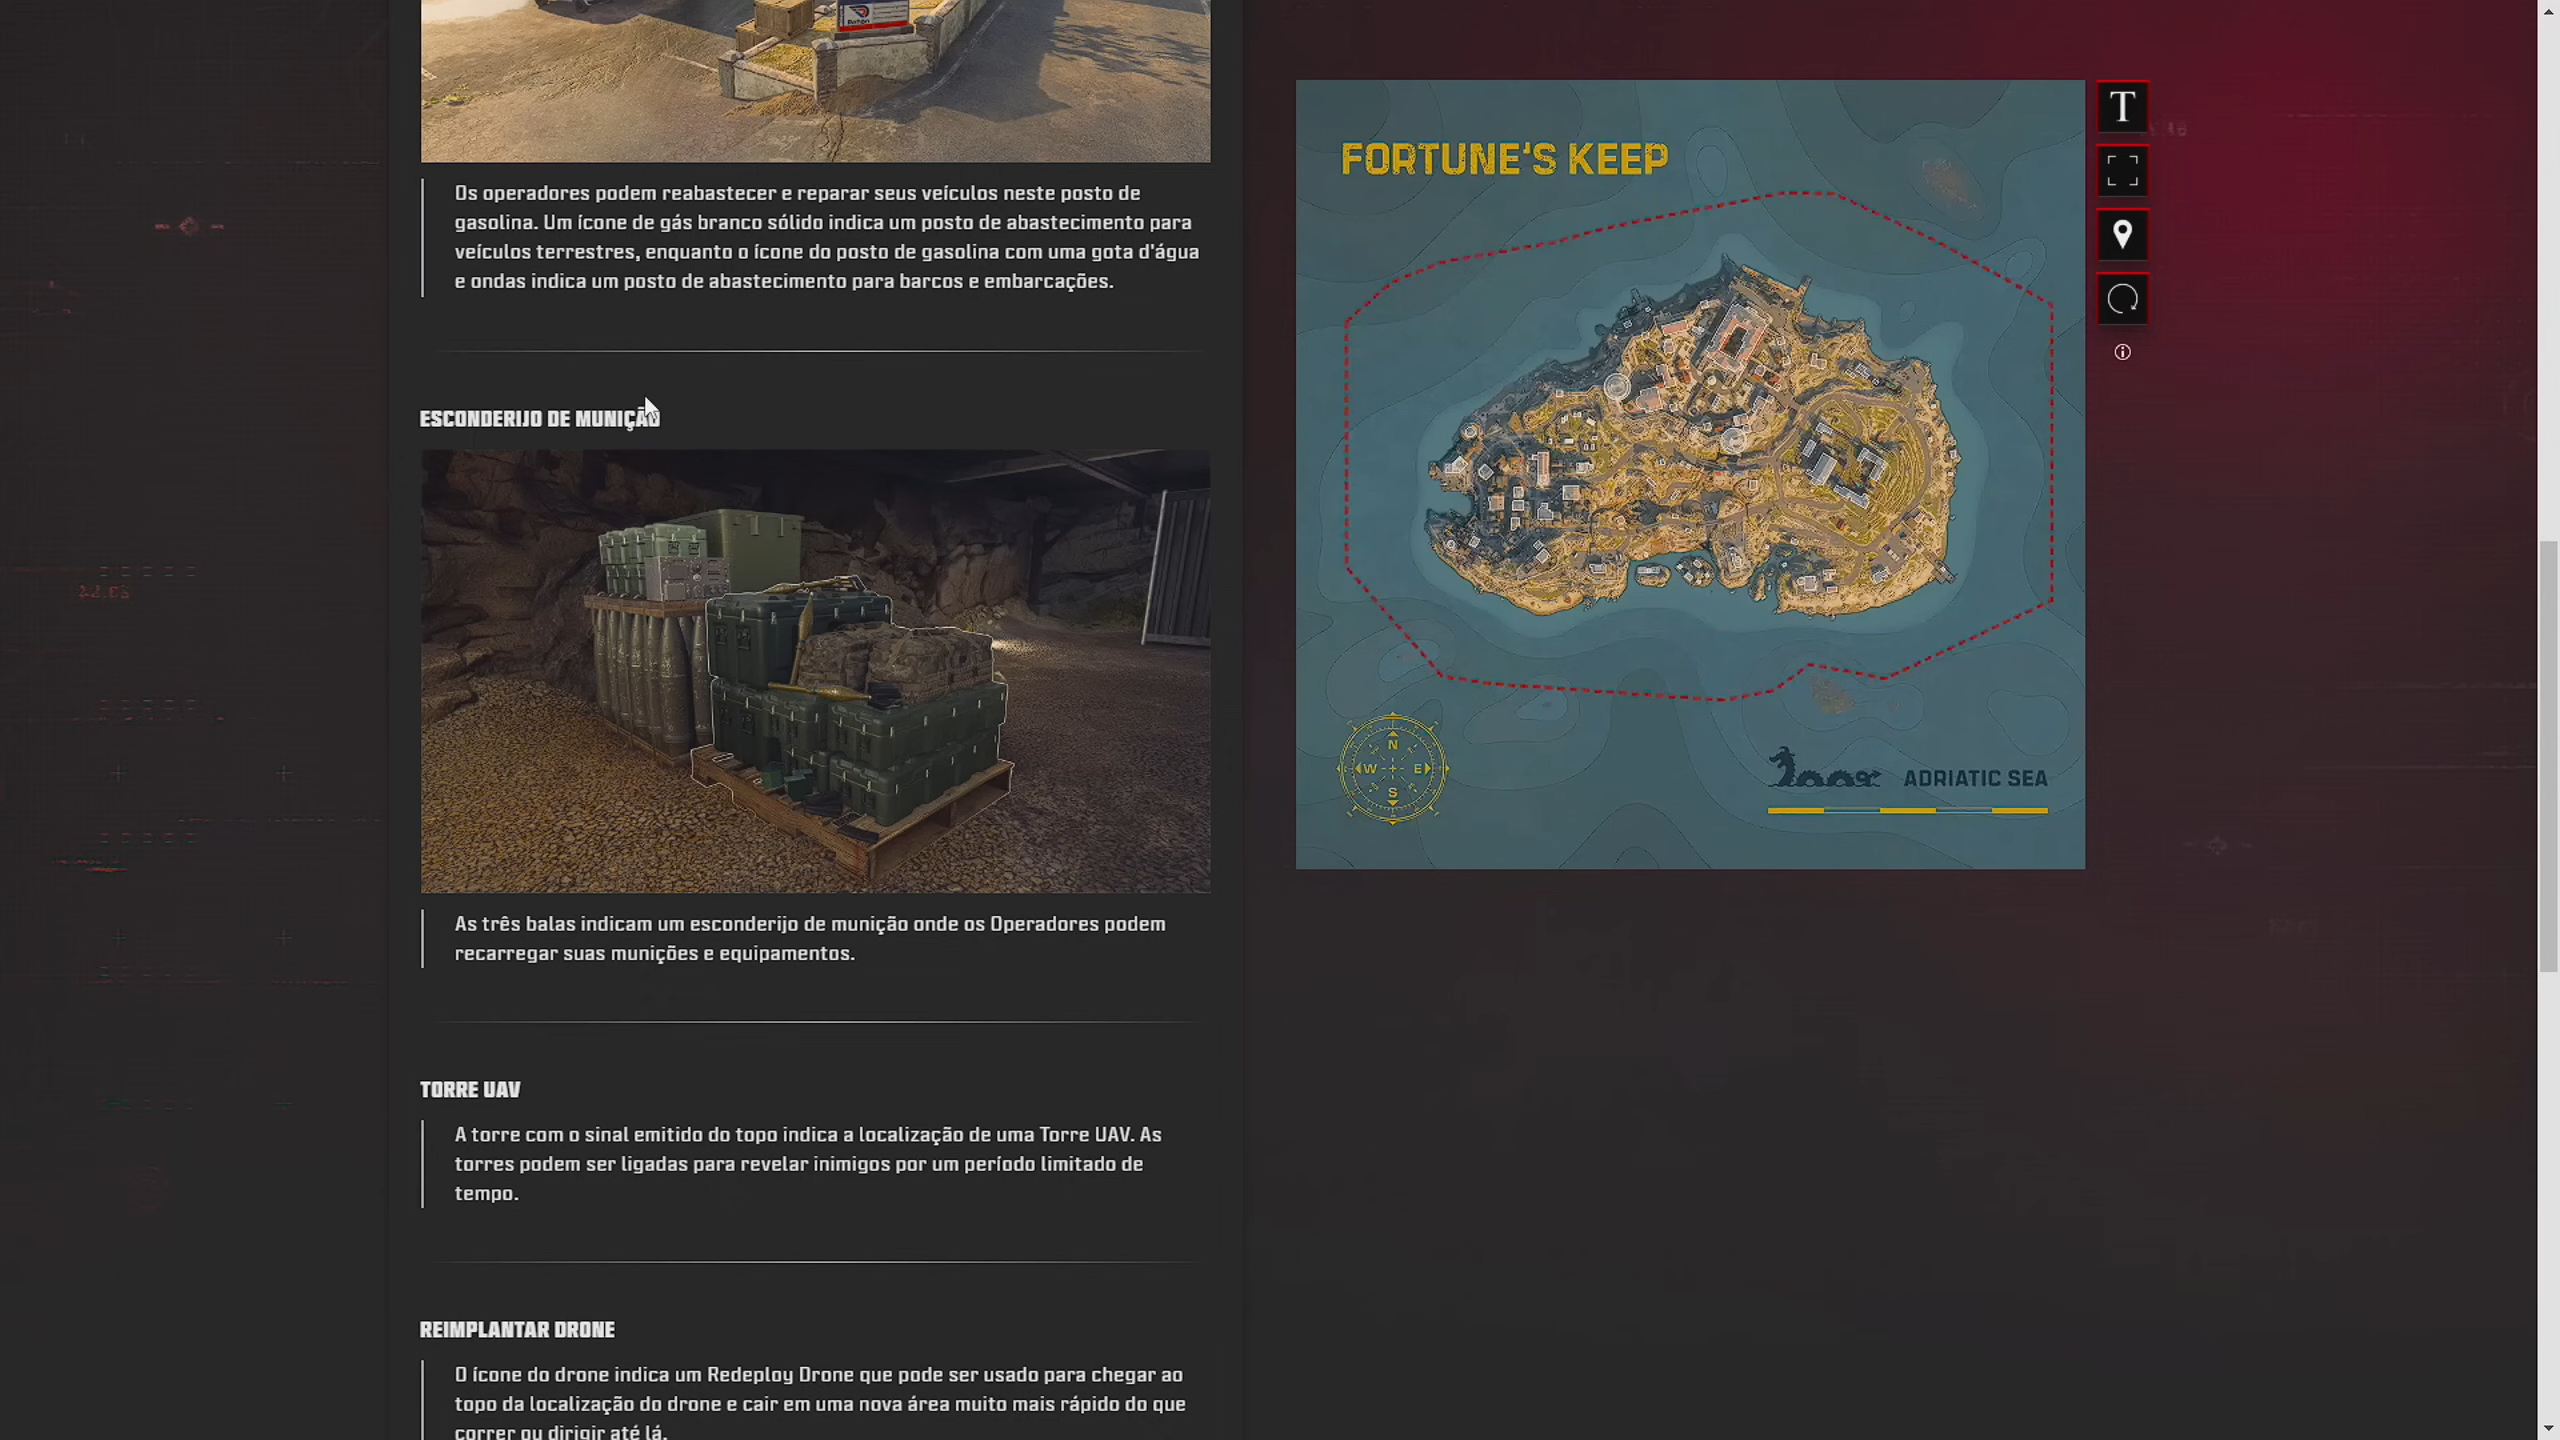 Os operadores podem reabastecer e reparar seus veículos neste posto de
gasolina. Um ícone de gás branco sólido indica um posto de abastecimento para
veículos terrestres, enquanto o ícone do posto de gasolina com uma gota d'água
e ondas indica um posto de abastecimento para barcos e embarcações.
ESCONDERIJO DE MUNIÇÃO
As três balas indicam um esconderijo de munição onde os Operadores podem
recarregar suas munições e equipamentos.
TORRE UAV
A torre com o sinal emitido do topo indica a localização de uma Torre UAV. As
torres podem ser ligadas para revelar inimigos por um período limitado de
tempo.
REIMPLANTAR DRONE
O ícone do drone indica um Redeploy Drone que pode ser usado para chegar ao
topo da localização do drone e cair em uma nova área muito mais rápido do que
correr ou dirigir até lá.
FORTUNE'S KEEP
N
W E
S
ADRIATIC SEA
T